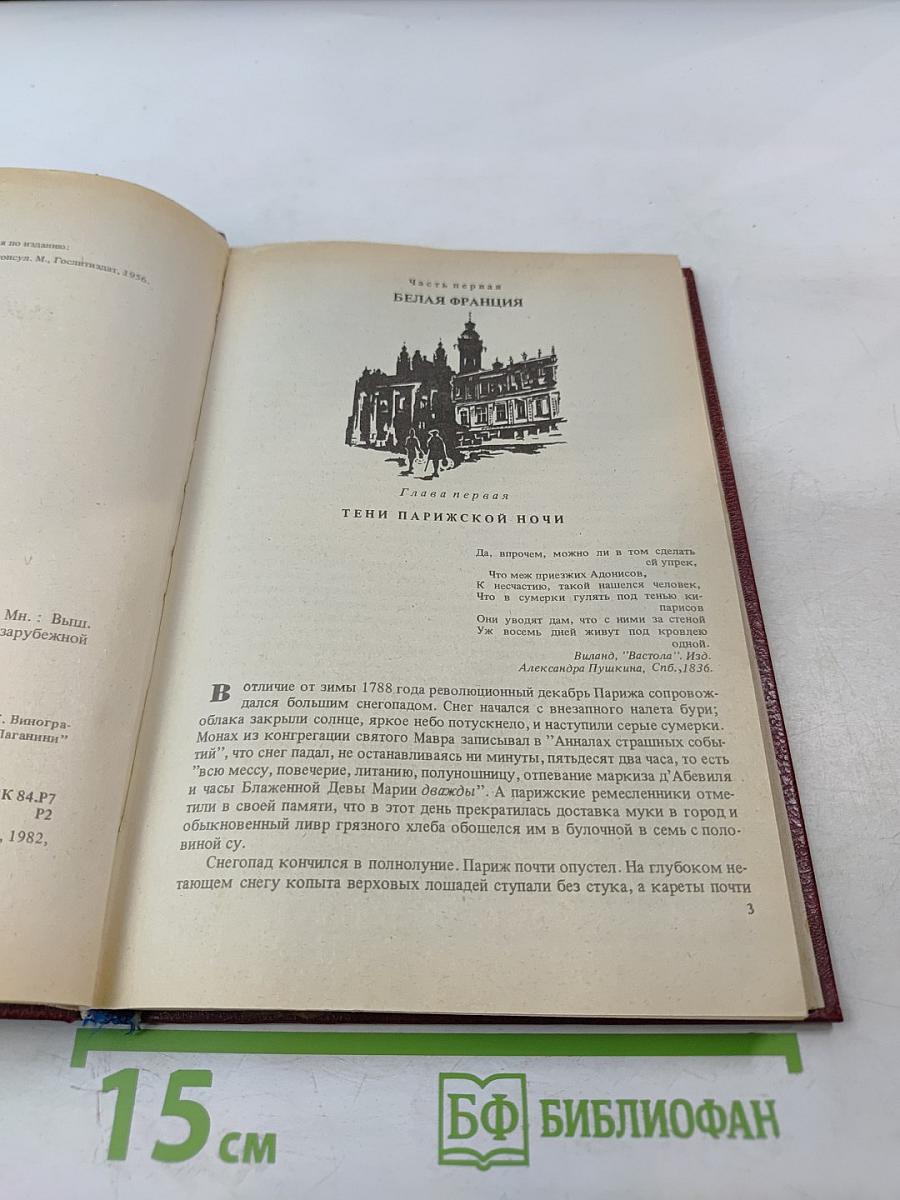 я по изданию:
онсул. М., Гослитиздат, 1956.
Мн. : Выш.
зарубежной
. Виногра-
Паганини"
К 84.Р7
Р2
, 1982,
Часть первая
БЕЛАЯ ФРАНЦИЯ
Глава первая
ТЕНИ ПАРИЖСКОЙ НОЧИ
Да, впрочем, можно ли в том сделать
ей упрек,
Что меж приезжих Адонисов,
К несчастию, такой нашелся человек,
Что в сумерки гулять под тенью ки-
парисов
Они уводят дам, что с ними за стеной
Уж восемь дней живут под кровлею
одной.
Виланд, "Вастола". Изд.
Александра Пушкина, Спб.,1836.
В отличие от зимы 1788 года революционный декабрь Парижа сопровож-
дался большим снегопадом. Снег начался с внезапного налета бури;
облака закрыли солнце, яркое небо потускнело, и наступили серые сумерки.
Монах из конгрегации святого Мавра записывал в "Анналах страшных собы-
тий", что снег падал, не останавливаясь ни минуты, пятьдесят два часа, то есть
"всю мессу, повечерие, литанию, полуношницу, отпевание маркиза д'Абевиля
и часы Блаженной Девы Марии дважды". А парижские ремесленники отме-
тили в своей памяти, что в этот день прекратилась доставка муки в город и
обыкновенный ливр грязного хлеба обошелся им в булочной в семь с поло-
виной су.
Снегопад кончился в полнолуние. Париж почти опустел. На глубоком не-
тающем снегу копыта верховых лошадей ступали без стука, а кареты почти
3
15 см
БФ БИБЛИОФАН